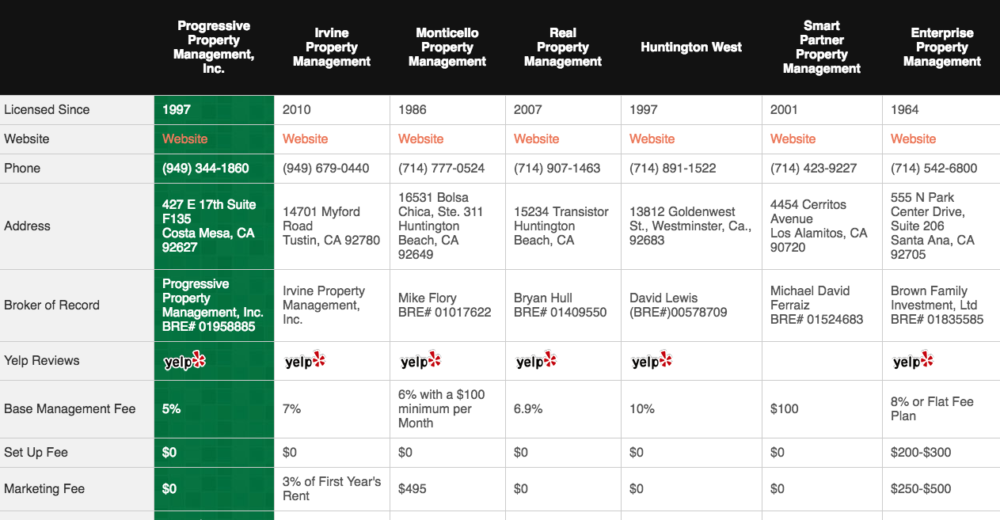 Progressive
Property
Management,
Inc.
Irvine
Property
Management
Monticello
Property
Management
Real
Property
Management
Huntington West
Smart
Partner
Property
Management
Enterprise
Property
Management
Licensed Since
1997
2010
1986
2007
1997
2001
1964
Website
Website
Website
Website
Website
Website
Website
Website
Phone
(949) 344-1860
(949) 679-0440
(714) 777-0524
(714) 907-1463
(714) 891-1522
(714) 423-9227
(714) 542-6800
Address
427 E 17th Suite
F135
Costa Mesa, CA
92627
14701 Myford
Road
Tustin, CA 92780
16531 Bolsa
Chica, Ste. 311
Huntington
Beach, CA
92649
15234 Transistor
Huntington
Beach, CA
13812 Goldenwest
St., Westminster, Ca.,
92683
4454 Cerritos
Avenue
Los Alamitos, CA
90720
555 N Park
Center Drive,
Suite 206
Santa Ana, CA
92705
Broker of Record
Progressive
Property
Management, Inc.
BRE# 01958885
Irvine Property
Management,
Inc.
Mike Flory
BRE# 01017622
Bryan Hull
BRE# 01409550
David Lewis
(BRE#)00578709
Michael David
Ferraiz
BRE# 01524683
Brown Family
Investment, Ltd
BRE# 01835585
Yelp Reviews
yelp
yelp
yelp
yelp
yelp
yelp
Base Management Fee
5%
7%
6% with a $100
minimum per
Month
6.9%
10%
$100
8% or Flat Fee
Plan
Set Up Fee
$0
$0
$0
$0
$0
$0
$200-$300
Marketing Fee
$0
3% of First Year's
Rent
$495
$0
$0
$0
$250-$500